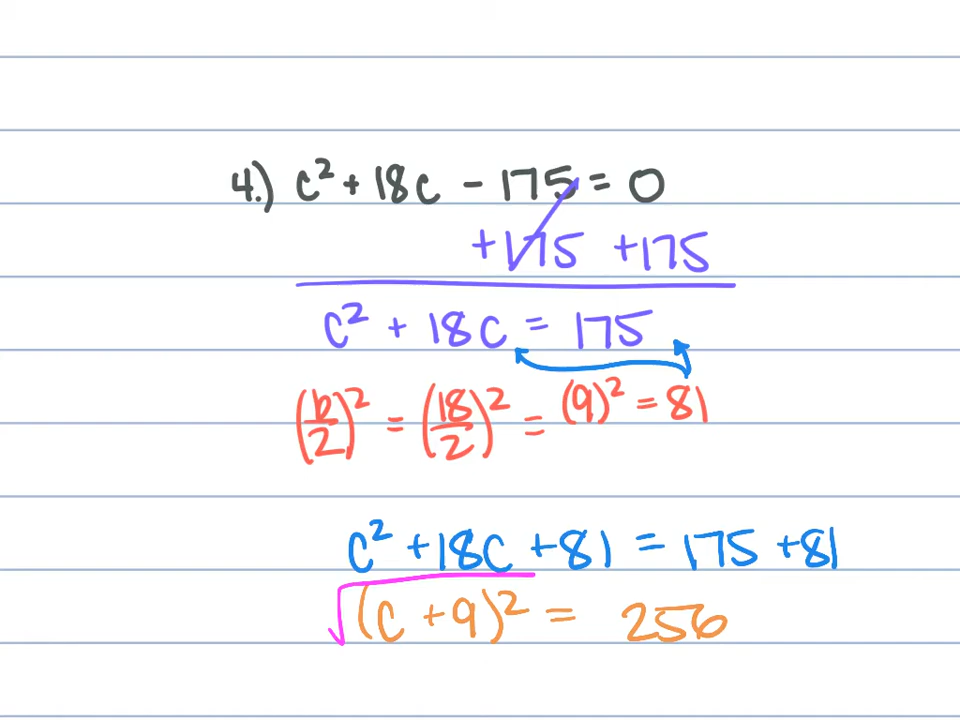 4.) c² + 18c - 175 = 0
+175 +175
c² + 18c = 175
(b/2)² = (18/2)² = (9)² = 81
c² + 18c + 81 = 175 + 81
√(c + 9)² = 256